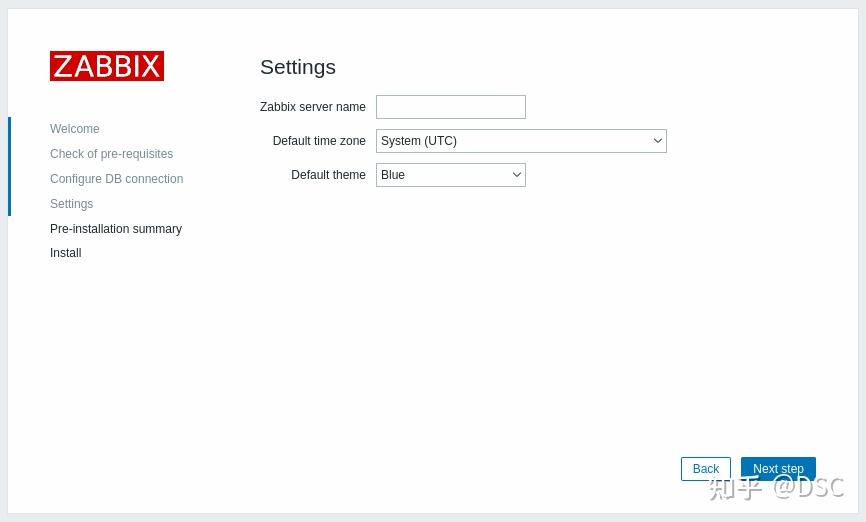 ZABBIX
Welcome
Check of pre-requisites
Configure DB connection
Settings
Pre-installation summary
Install
Settings
Zabbix server name
Default time zone System (UTC)
Default theme Blue
Back Next step
知乎 @DSC